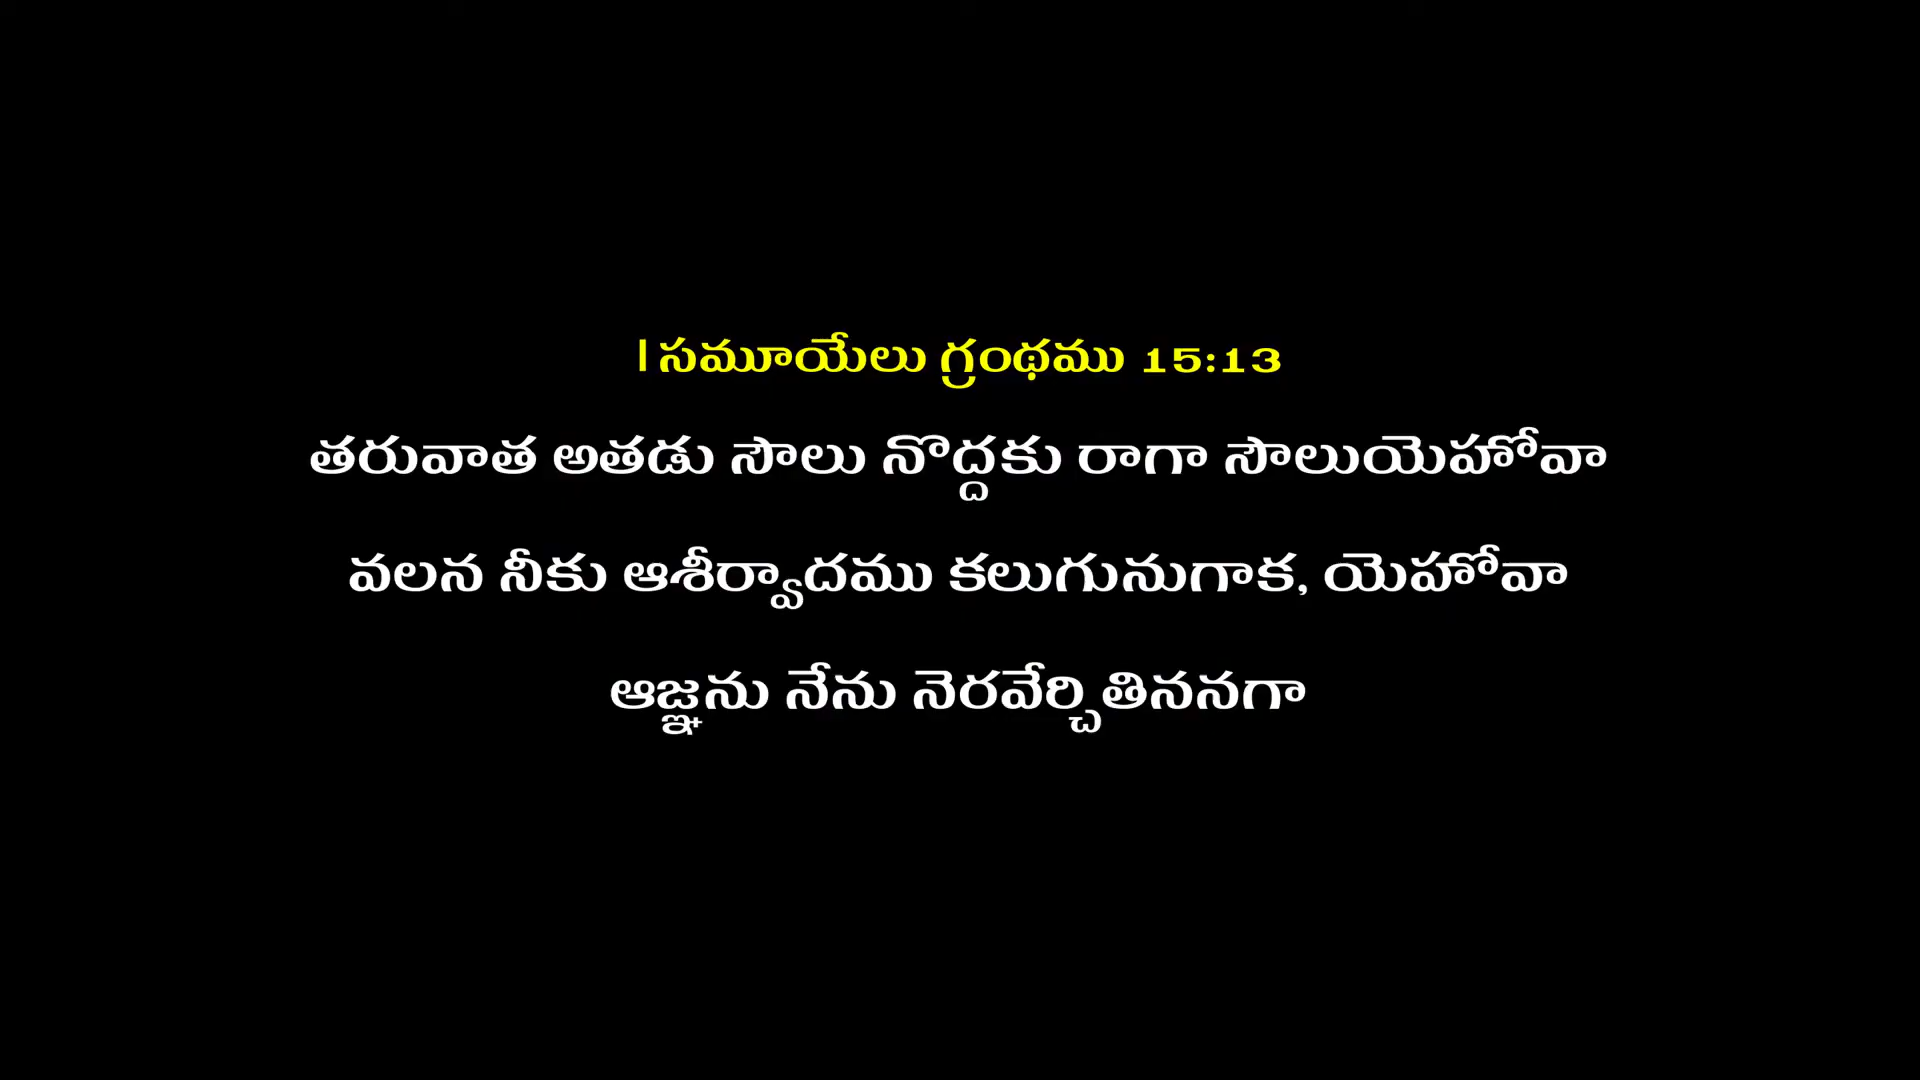 I సమూయేలు గ్రంథము 15:13
తరువాత అతడు సౌలు నొద్దకు రాగా సౌలుయెహోవా
వలన నీకు ఆశీర్వాదము కలుగునుగాక, యెహోవా
ఆజ్ఞను నేను నెరవేర్చితిననగా